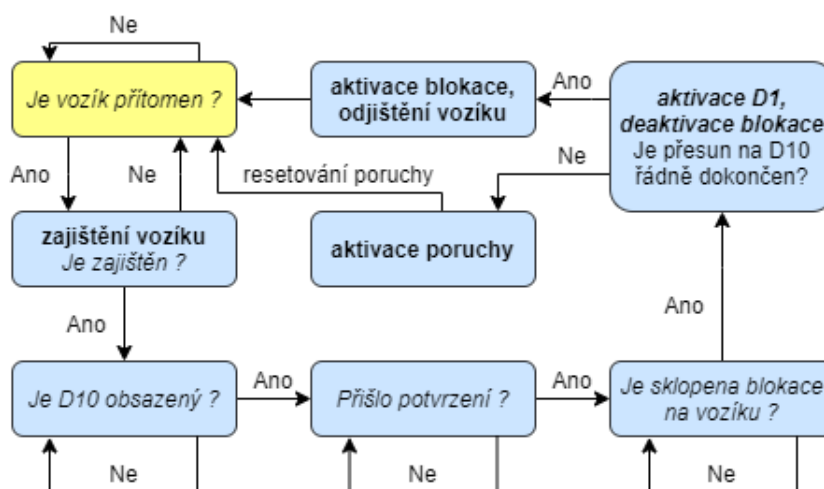 Ne
Je vozík přítomen ?
aktivace blokace,
odjištění vozíku
Ano
aktivace D1,
deaktivace blokace
Je přesun na D10
řádně dokončen?
Ano
Ne
resetování poruchy
Ne
zajištění vozíku
Je zajištěn ?
aktivace poruchy
Ano
Ano
Je D10 obsazený ?
Ano
Přišlo potvrzení ?
Ano
Je sklopena blokace
na vozíku ?
Ne
Ne
Ne